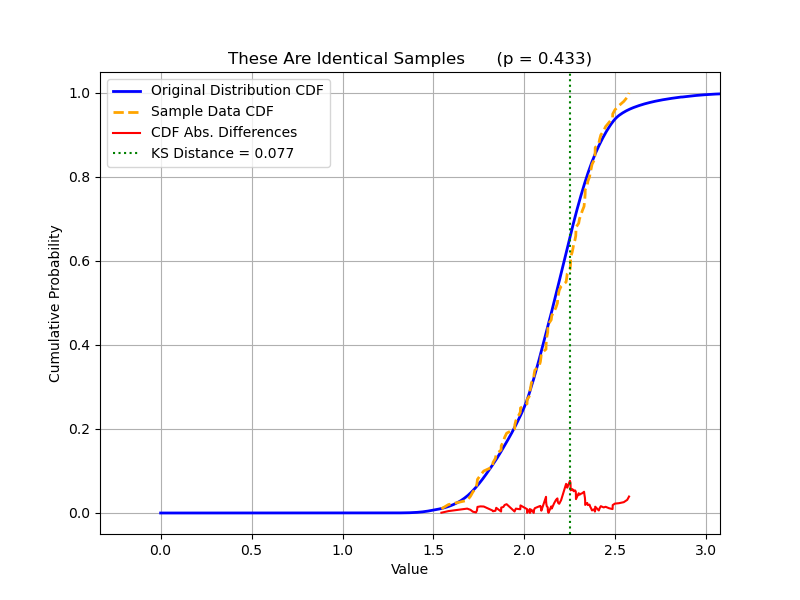 These Are Identical Samples (p = 0.433)
Original Distribution CDF
Sample Data CDF
CDF Abs. Differences
KS Distance = 0.077
1.0
0.8
0.6
0.4
0.2
0.0
Cumulative Probability
0.0 0.5 1.0 1.5 2.0 2.5 3.0
Value